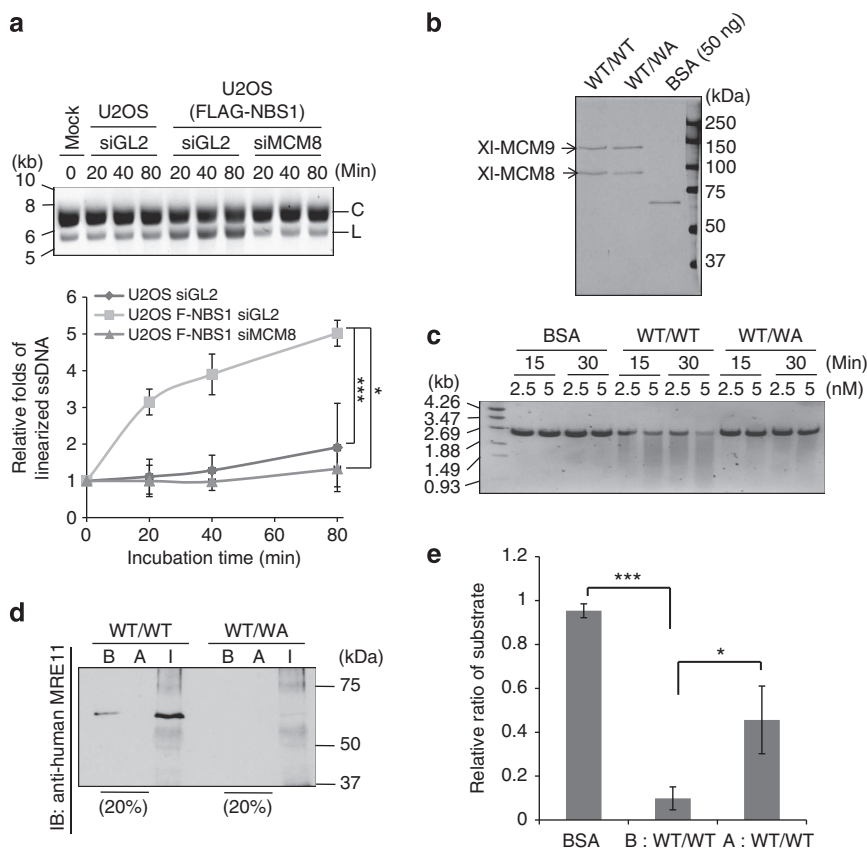 a
U2OS
(FLAG-NBS1)
Mock
U2OS
siGL2
siGL2
siMCM8
(kb)
0 20 40 80 20 40 80 20 40 80 (Min)
10
8
6
5
C
L
6
5
4
3
2
1
0
U2OS siGL2
U2OS F-NBS1 siGL2
U2OS F-NBS1 siMCM8
***
*
Relative folds of
linearized ssDNA
0 20 40 60 80
Incubation time (min)
b
WT/WT
WT/WA
BSA (50 ng)
(kDa)
Xl-MCM9
Xl-MCM8
250
150
100
75
50
37
c
BSA WT/WT WT/WA
15 30 15 30 15 30 (Min)
(kb)
2.5 5 2.5 5 2.5 5 2.5 5 2.5 5 2.5 5 (nM)
4.26
3.47
2.69
1.88
1.49
0.93
d
WT/WT WT/WA
B A I B A I (kDa)
IB: anti-human MRE11
75
50
37
(20%) (20%)
e
1.2
1
0.8
0.6
0.4
0.2
0
Relative ratio of substrate
***
*
BSA B : WT/WT A : WT/WT